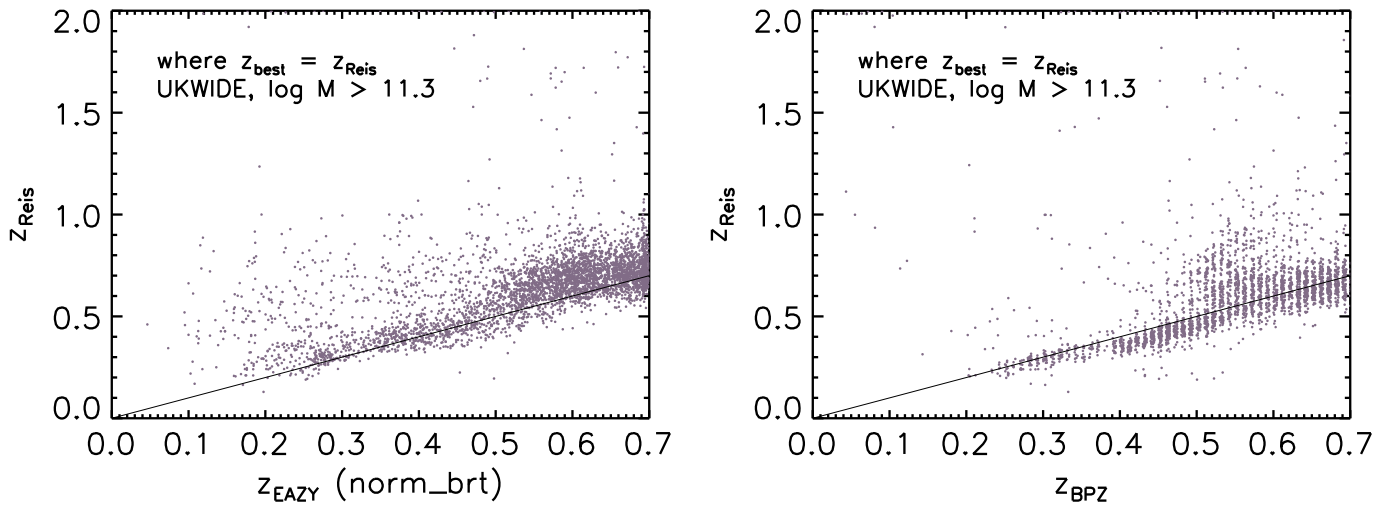 2.0
1.5
1.0
0.5
0.0
z_Reis
where z_best = z_Reis
UKWIDE, log M > 11.3
0.0 0.1 0.2 0.3 0.4 0.5 0.6 0.7
z_EAZY (norm_brt)
2.0
1.5
1.0
0.5
0.0
z_Reis
where z_best = z_Reis
UKWIDE, log M > 11.3
0.0 0.1 0.2 0.3 0.4 0.5 0.6 0.7
z_BPZ